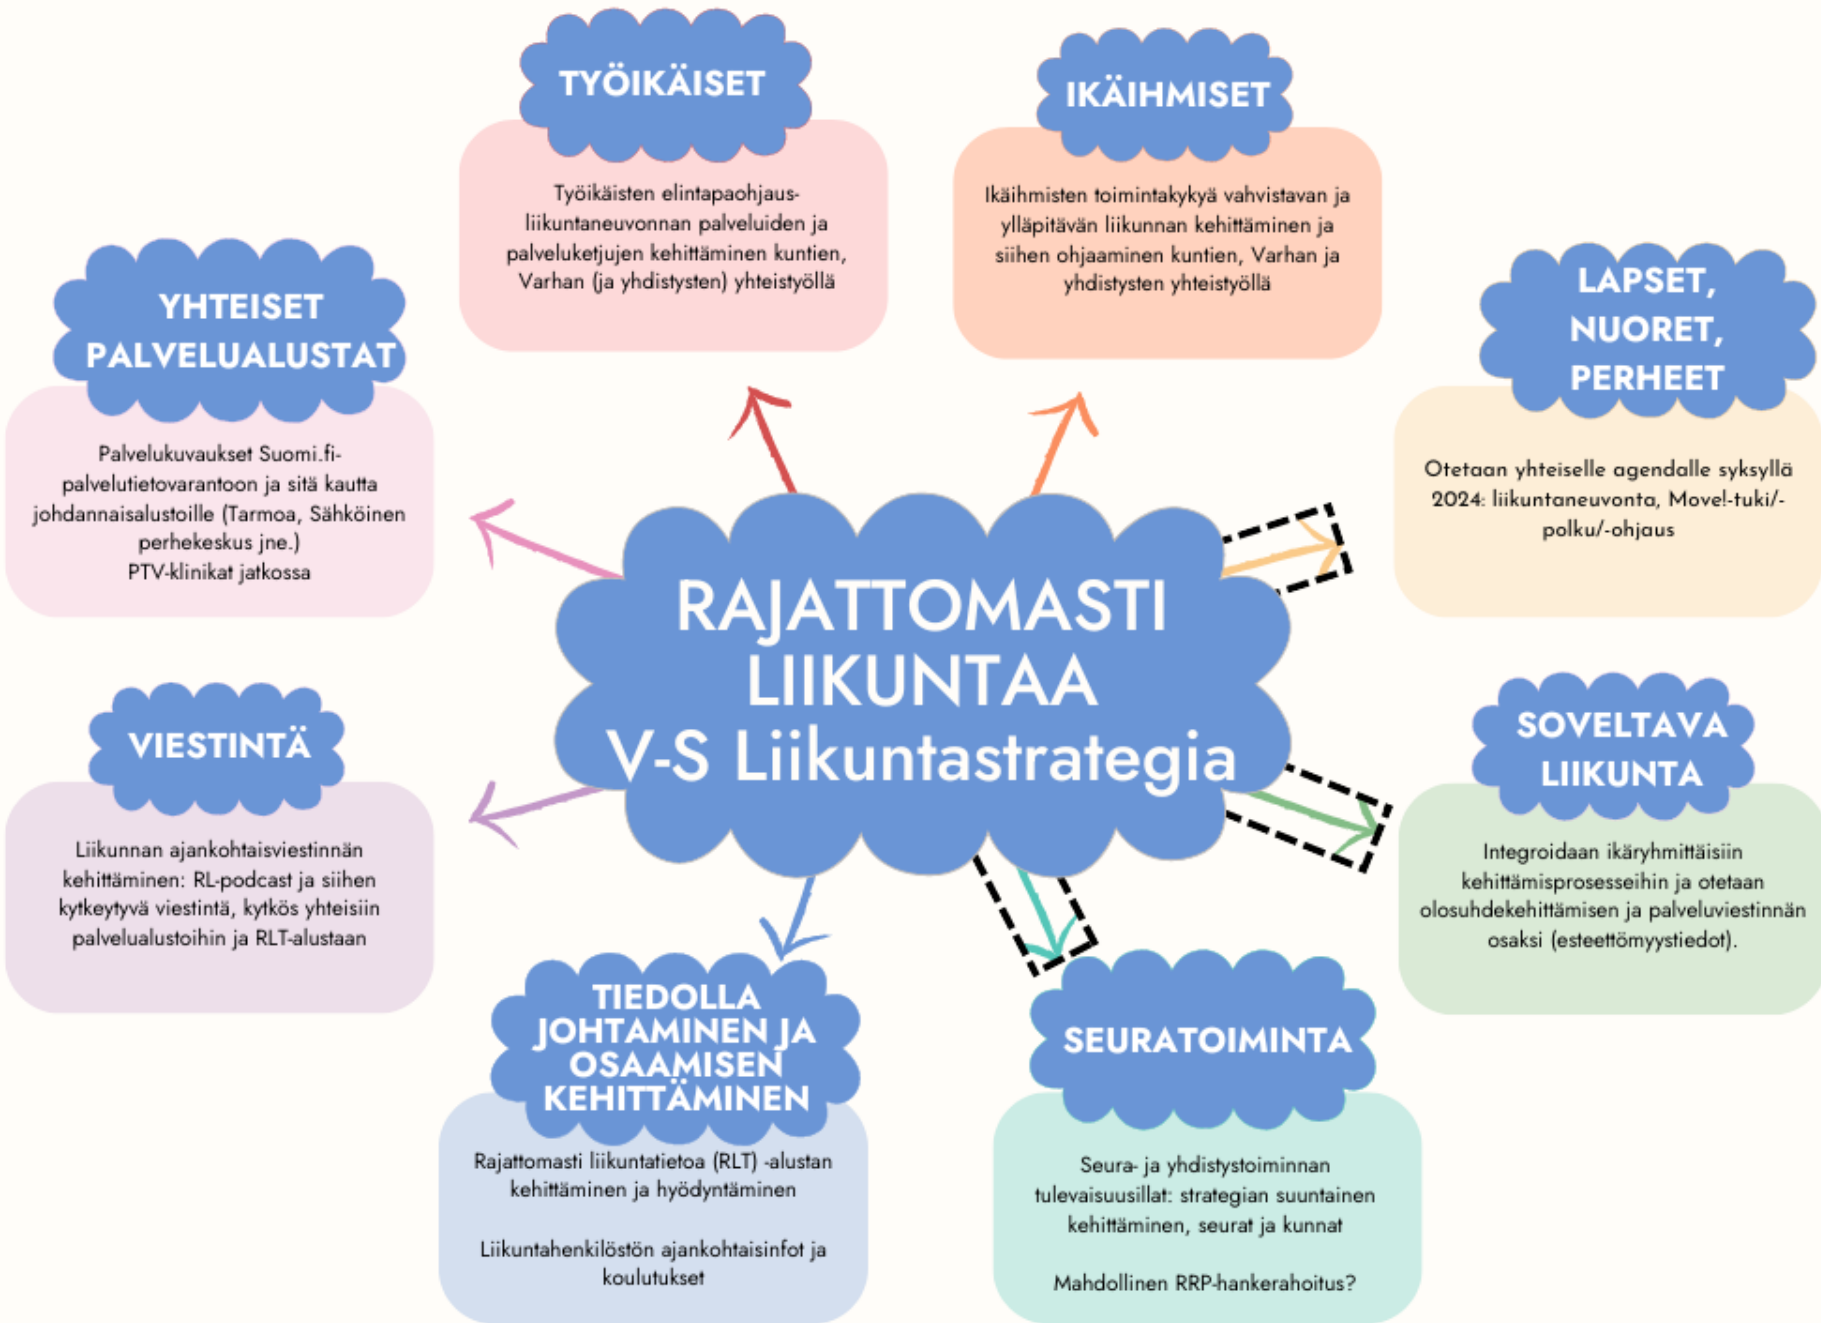 TYÖIKÄISET
Työikäisten elintapaohjaus-
liikuntaneuvonnan palveluiden ja
palveluketjujen kehittäminen kuntien,
Varhan (ja yhdistysten) yhteistyöllä
IKÄIHMISET
Ikäihmisten toimintakykyä vahvistavan ja
ylläpitävän liikunnan kehittäminen ja
siihen ohjaaminen kuntien, Varhan ja
yhdistysten yhteistyöllä
YHTEISET
PALVELUALUSTAT
Palvelukuvaukset Suomi.fi-
palvelutietovarantoon ja sitä kautta
johdannaisalustoille (Tarmoa, Sähköinen
perhekeskus jne.)
PTV-klinikat jatkossa
LAPSET,
NUORET,
PERHEET
Otetaan yhteiselle agendalle syksyllä
2024: liikuntaneuvonta, Move!-tuki/-
polku/-ohjaus
RAJATTOMASTI
LIIKUNTAA
V-S Liikuntastrategia
VIESTINTÄ
Liikunnan ajankohtaisviestinnän
kehittäminen: RL-podcast ja siihen
kytkeytyvä viestintä, kytkös yhteisiin
palvelualustoihin ja RLT-alustaan
SOVELTAVA
LIIKUNTA
Integroidaan ikäryhmittäisiin
kehittämisprosesseihin ja otetaan
olosuhdekehittämisen ja palveluviestinnän
osaksi (esteettömyystiedot).
TIEDOLLA
JOHTAMINEN JA
OSAAMISEN
KEHITTÄMINEN
Rajattomasti liikuntatietoa (RLT) -alustan
kehittäminen ja hyödyntäminen
Liikuntahenkilöstön ajankohtaisinfot ja
koulutukset
SEURATOIMINTA
Seura- ja yhdistystoiminnan
tulevaisuusillat: strategian suuntainen
kehittäminen, seurat ja kunnat
Mahdollinen RRP-hankerahoitus?